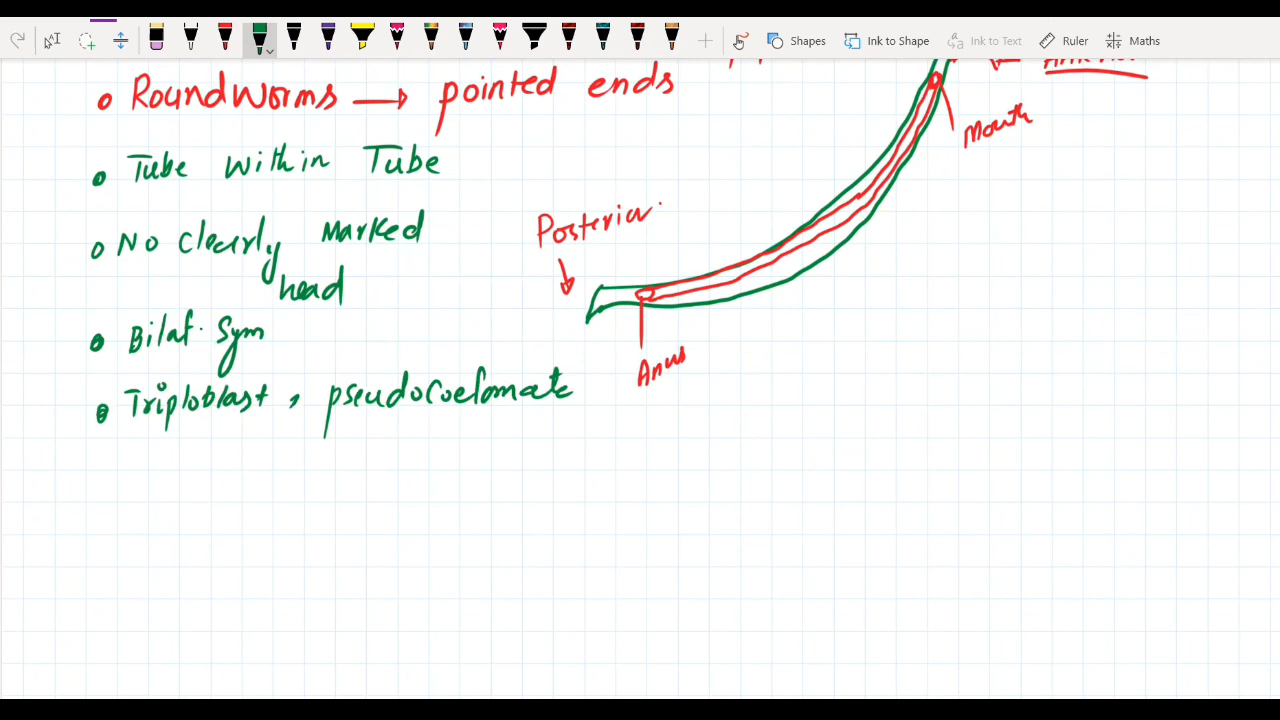 Shapes
Ink to Shape
Ink to Text
Ruler
Maths
Roundworms → pointed ends
Tube within Tube
No clearly Marked
head
Bilat. Sym
Triploblast, pseudocoelomate
Mouth
Posterior
Anus